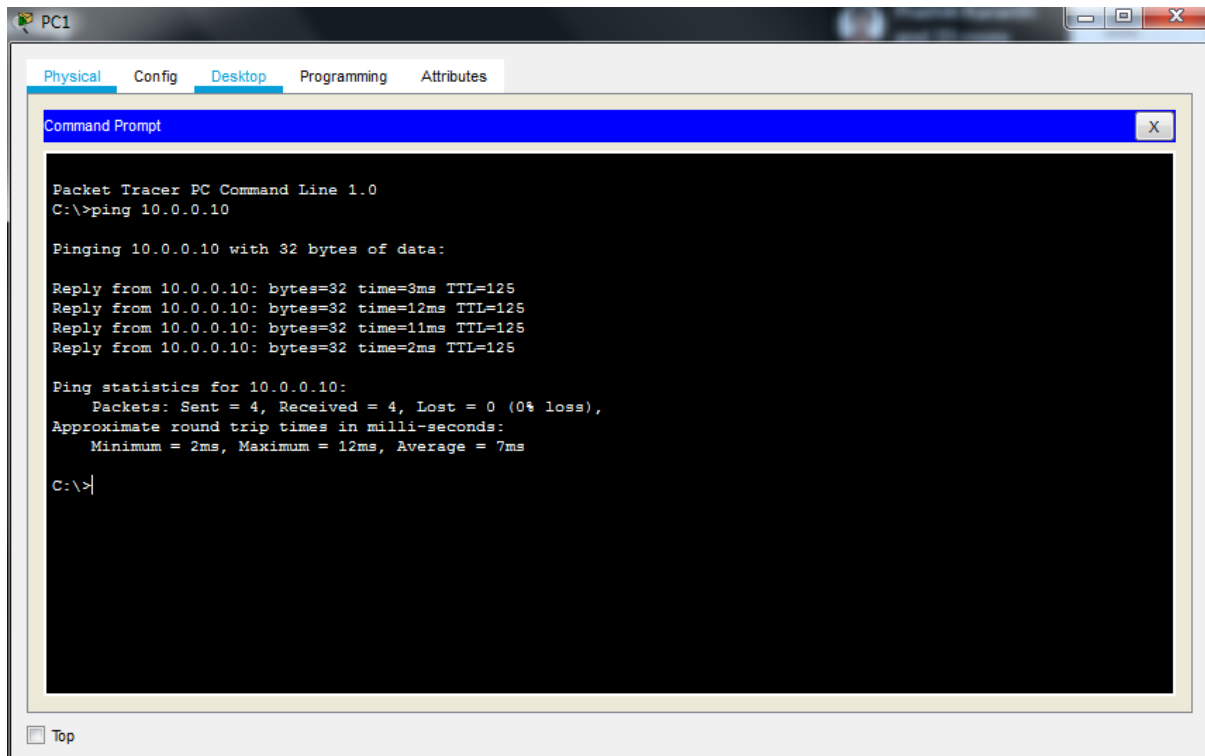 PC1
Physical Config Desktop Programming Attributes
Command Prompt
X
Packet Tracer PC Command Line 1.0
C:\>ping 10.0.0.10
Pinging 10.0.0.10 with 32 bytes of data:
Reply from 10.0.0.10: bytes=32 time=3ms TTL=125
Reply from 10.0.0.10: bytes=32 time=12ms TTL=125
Reply from 10.0.0.10: bytes=32 time=11ms TTL=125
Reply from 10.0.0.10: bytes=32 time=2ms TTL=125
Ping statistics for 10.0.0.10:
Packets: Sent = 4, Received = 4, Lost = 0 (0% loss),
Approximate round trip times in milli-seconds:
Minimum = 2ms, Maximum = 12ms, Average = 7ms
C:\>
Top